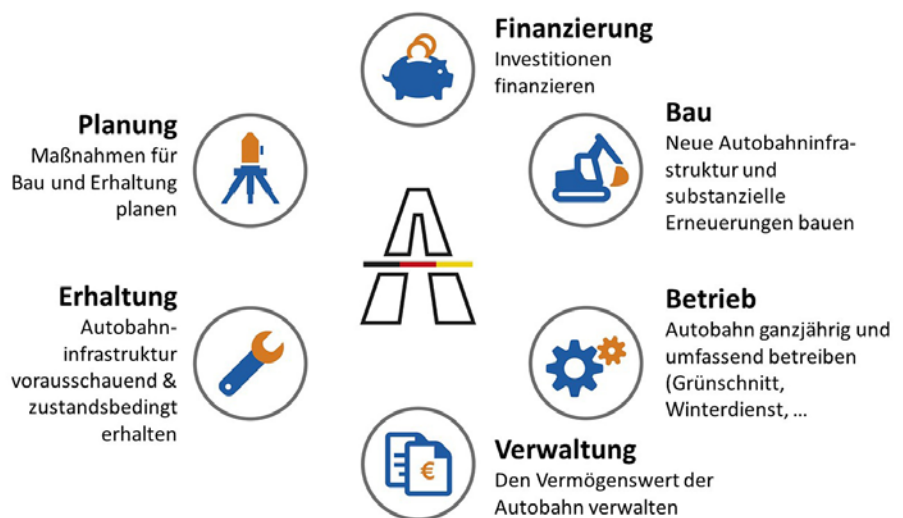 Finanzierung
Investitionen
finanzieren
Planung
Maßnahmen für
Bau und Erhaltung
planen
Bau
Neue Autobahninfra-
struktur und
substanzielle
Erneuerungen bauen
Erhaltung
Autobahn-
infrastruktur
vorausschauend &
zustandsbedingt
erhalten
Betrieb
Autobahn ganzjährig und
umfassend betreiben
(Grünschnitt,
Winterdienst, ...
€
Verwaltung
Den Vermögenswert der
Autobahn verwalten